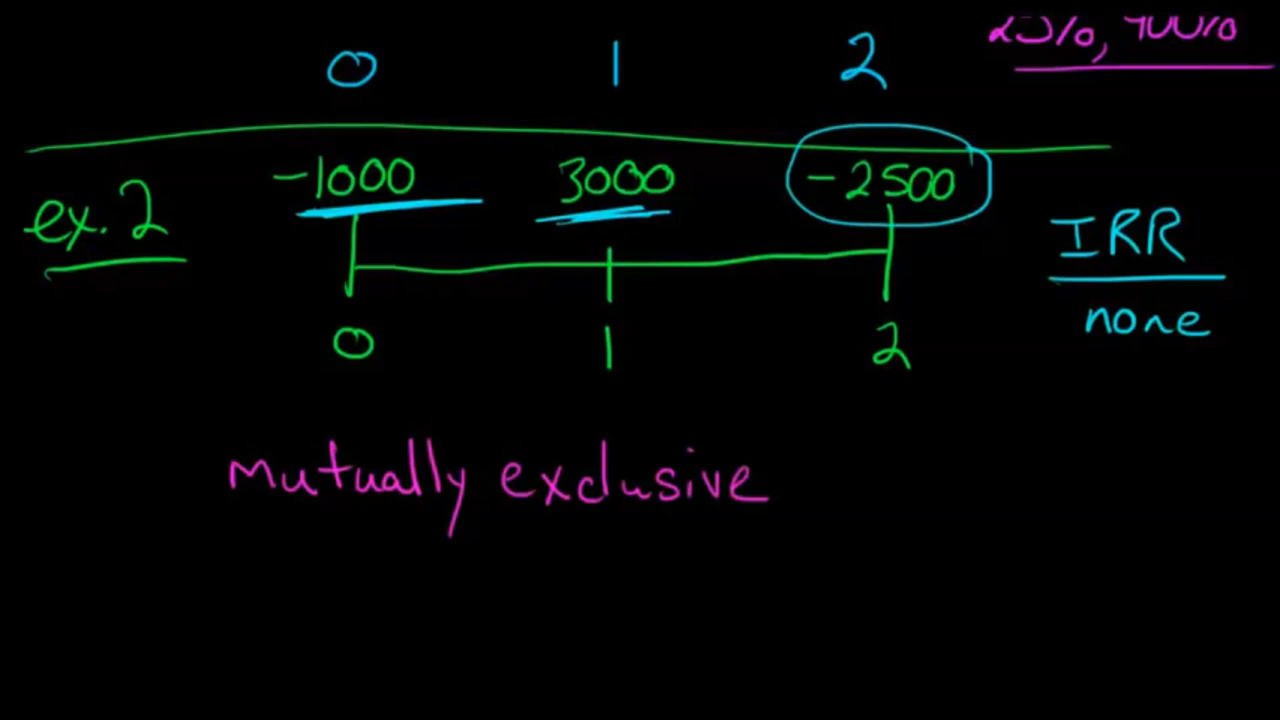 0 1 2
ex. 2 -1000 3000 -2500
IRR
none
0 1 2
mutually exclusive